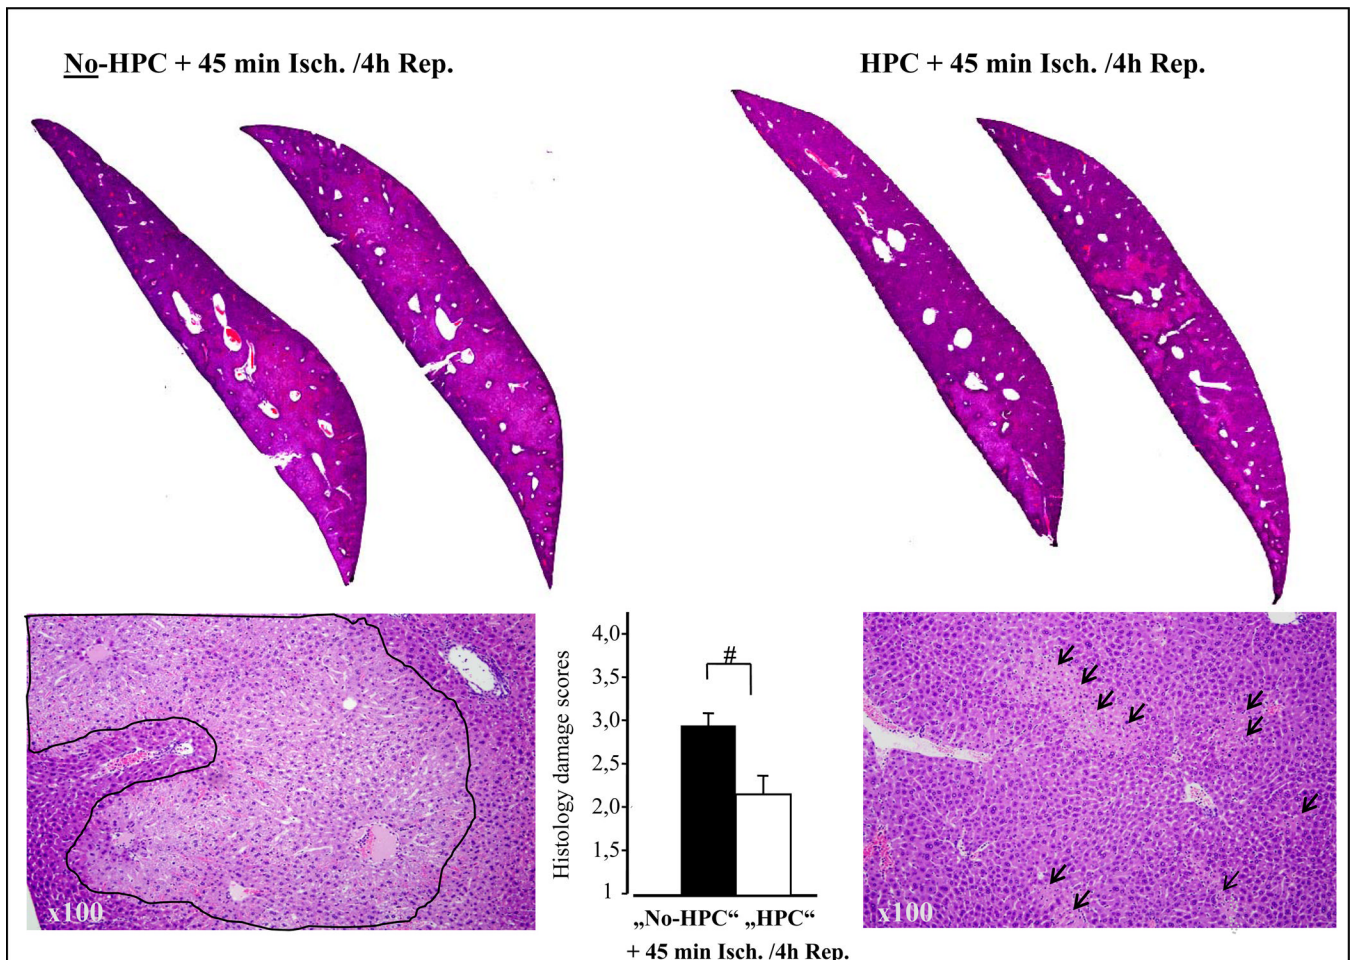 No-HPC + 45 min Isch. /4h Rep.
HPC + 45 min Isch. /4h Rep.
x100
Histology damage scores
4,0
3,5
3,0
2,5
2,0
1,5
1
#
„No-HPC“ „HPC“
+ 45 min Isch. /4h Rep.
x100